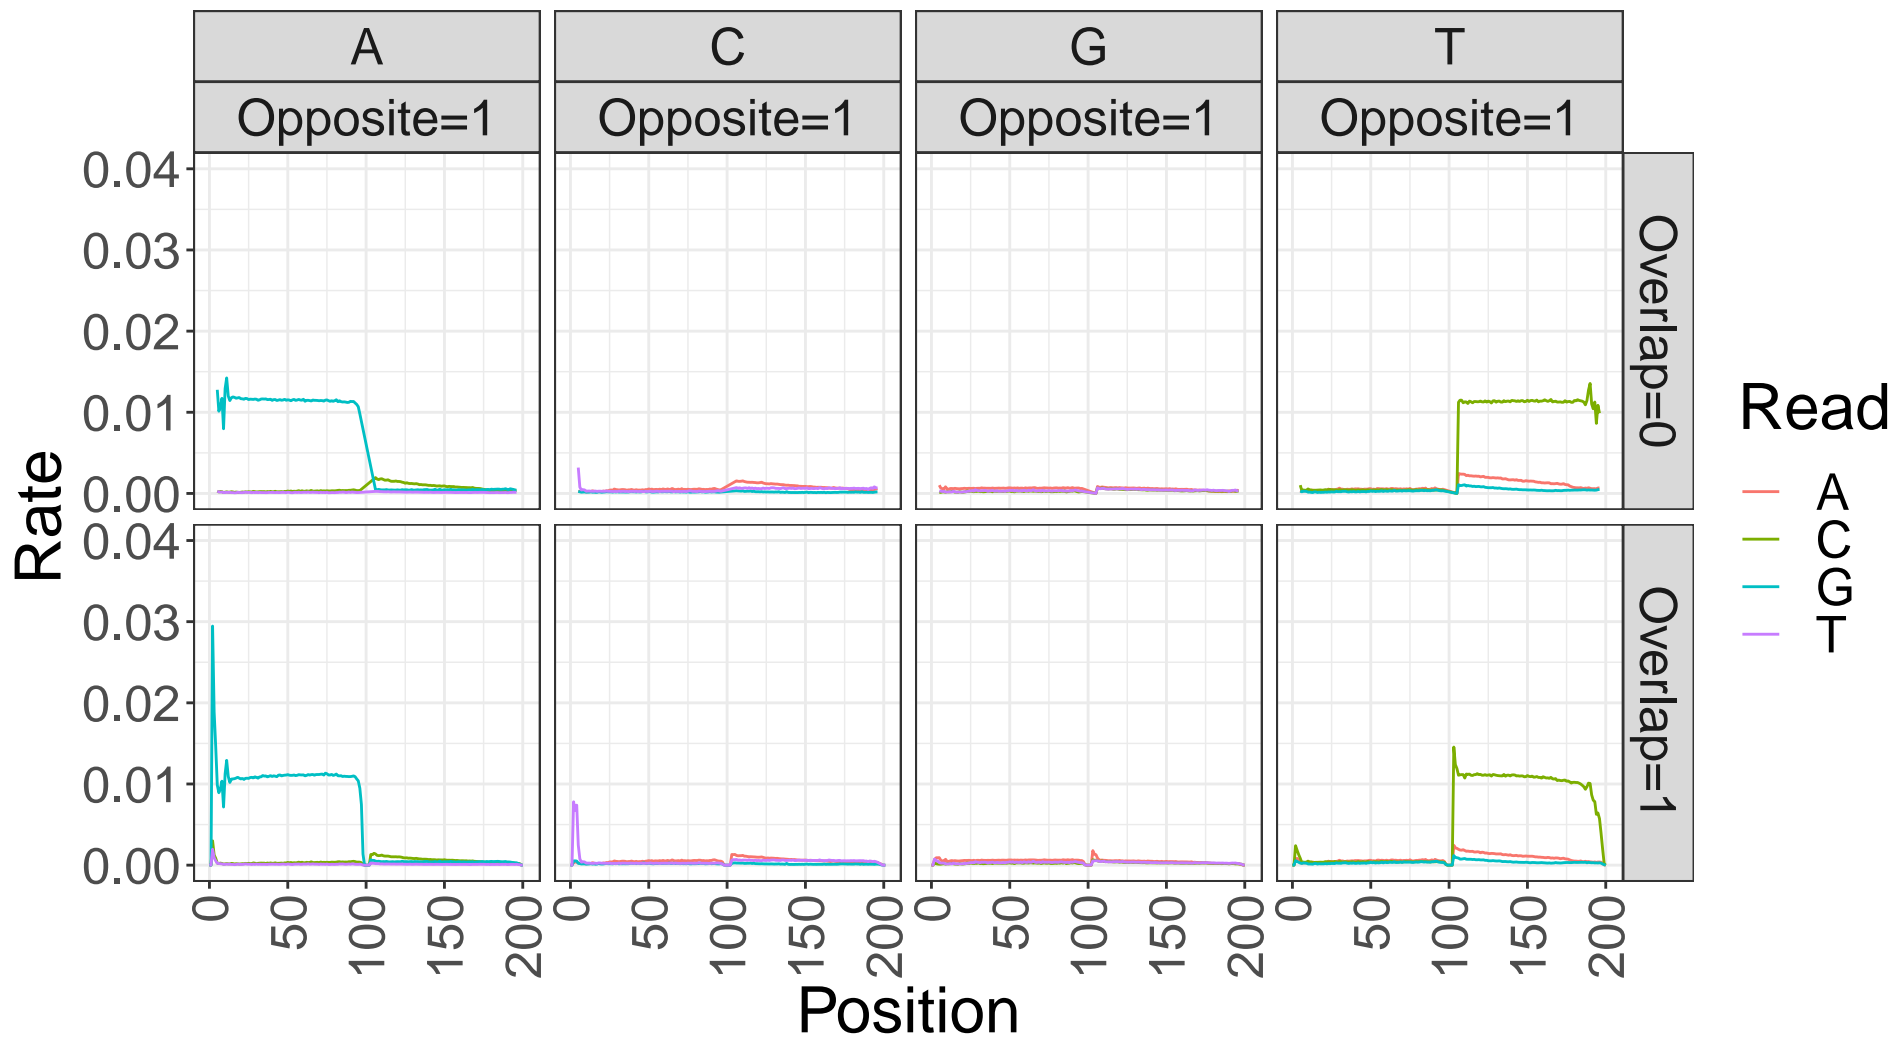 A C G T
Opposite=1 Opposite=1 Opposite=1 Opposite=1
0.04
0.03
0.02
0.01
0.00
Overlap=0
0.04
0.03
0.02
0.01
0.00
Overlap=1
Rate
0 50 100 150 200 0 50 100 150 200 0 50 100 150 200 0 50 100 150 200
Position
Read
A
C
G
T